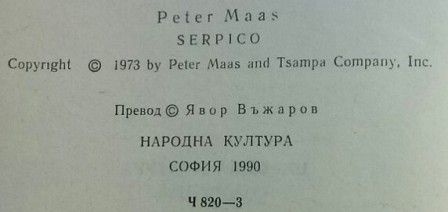 Peter Maas
SERPICO
Copyright © 1973 by Peter Maas and Tsampa Company, Inc.
Превод © Явор Въжаров
НАРОДНА КУЛТУРА
СОФИЯ 1990
Ч 820—3